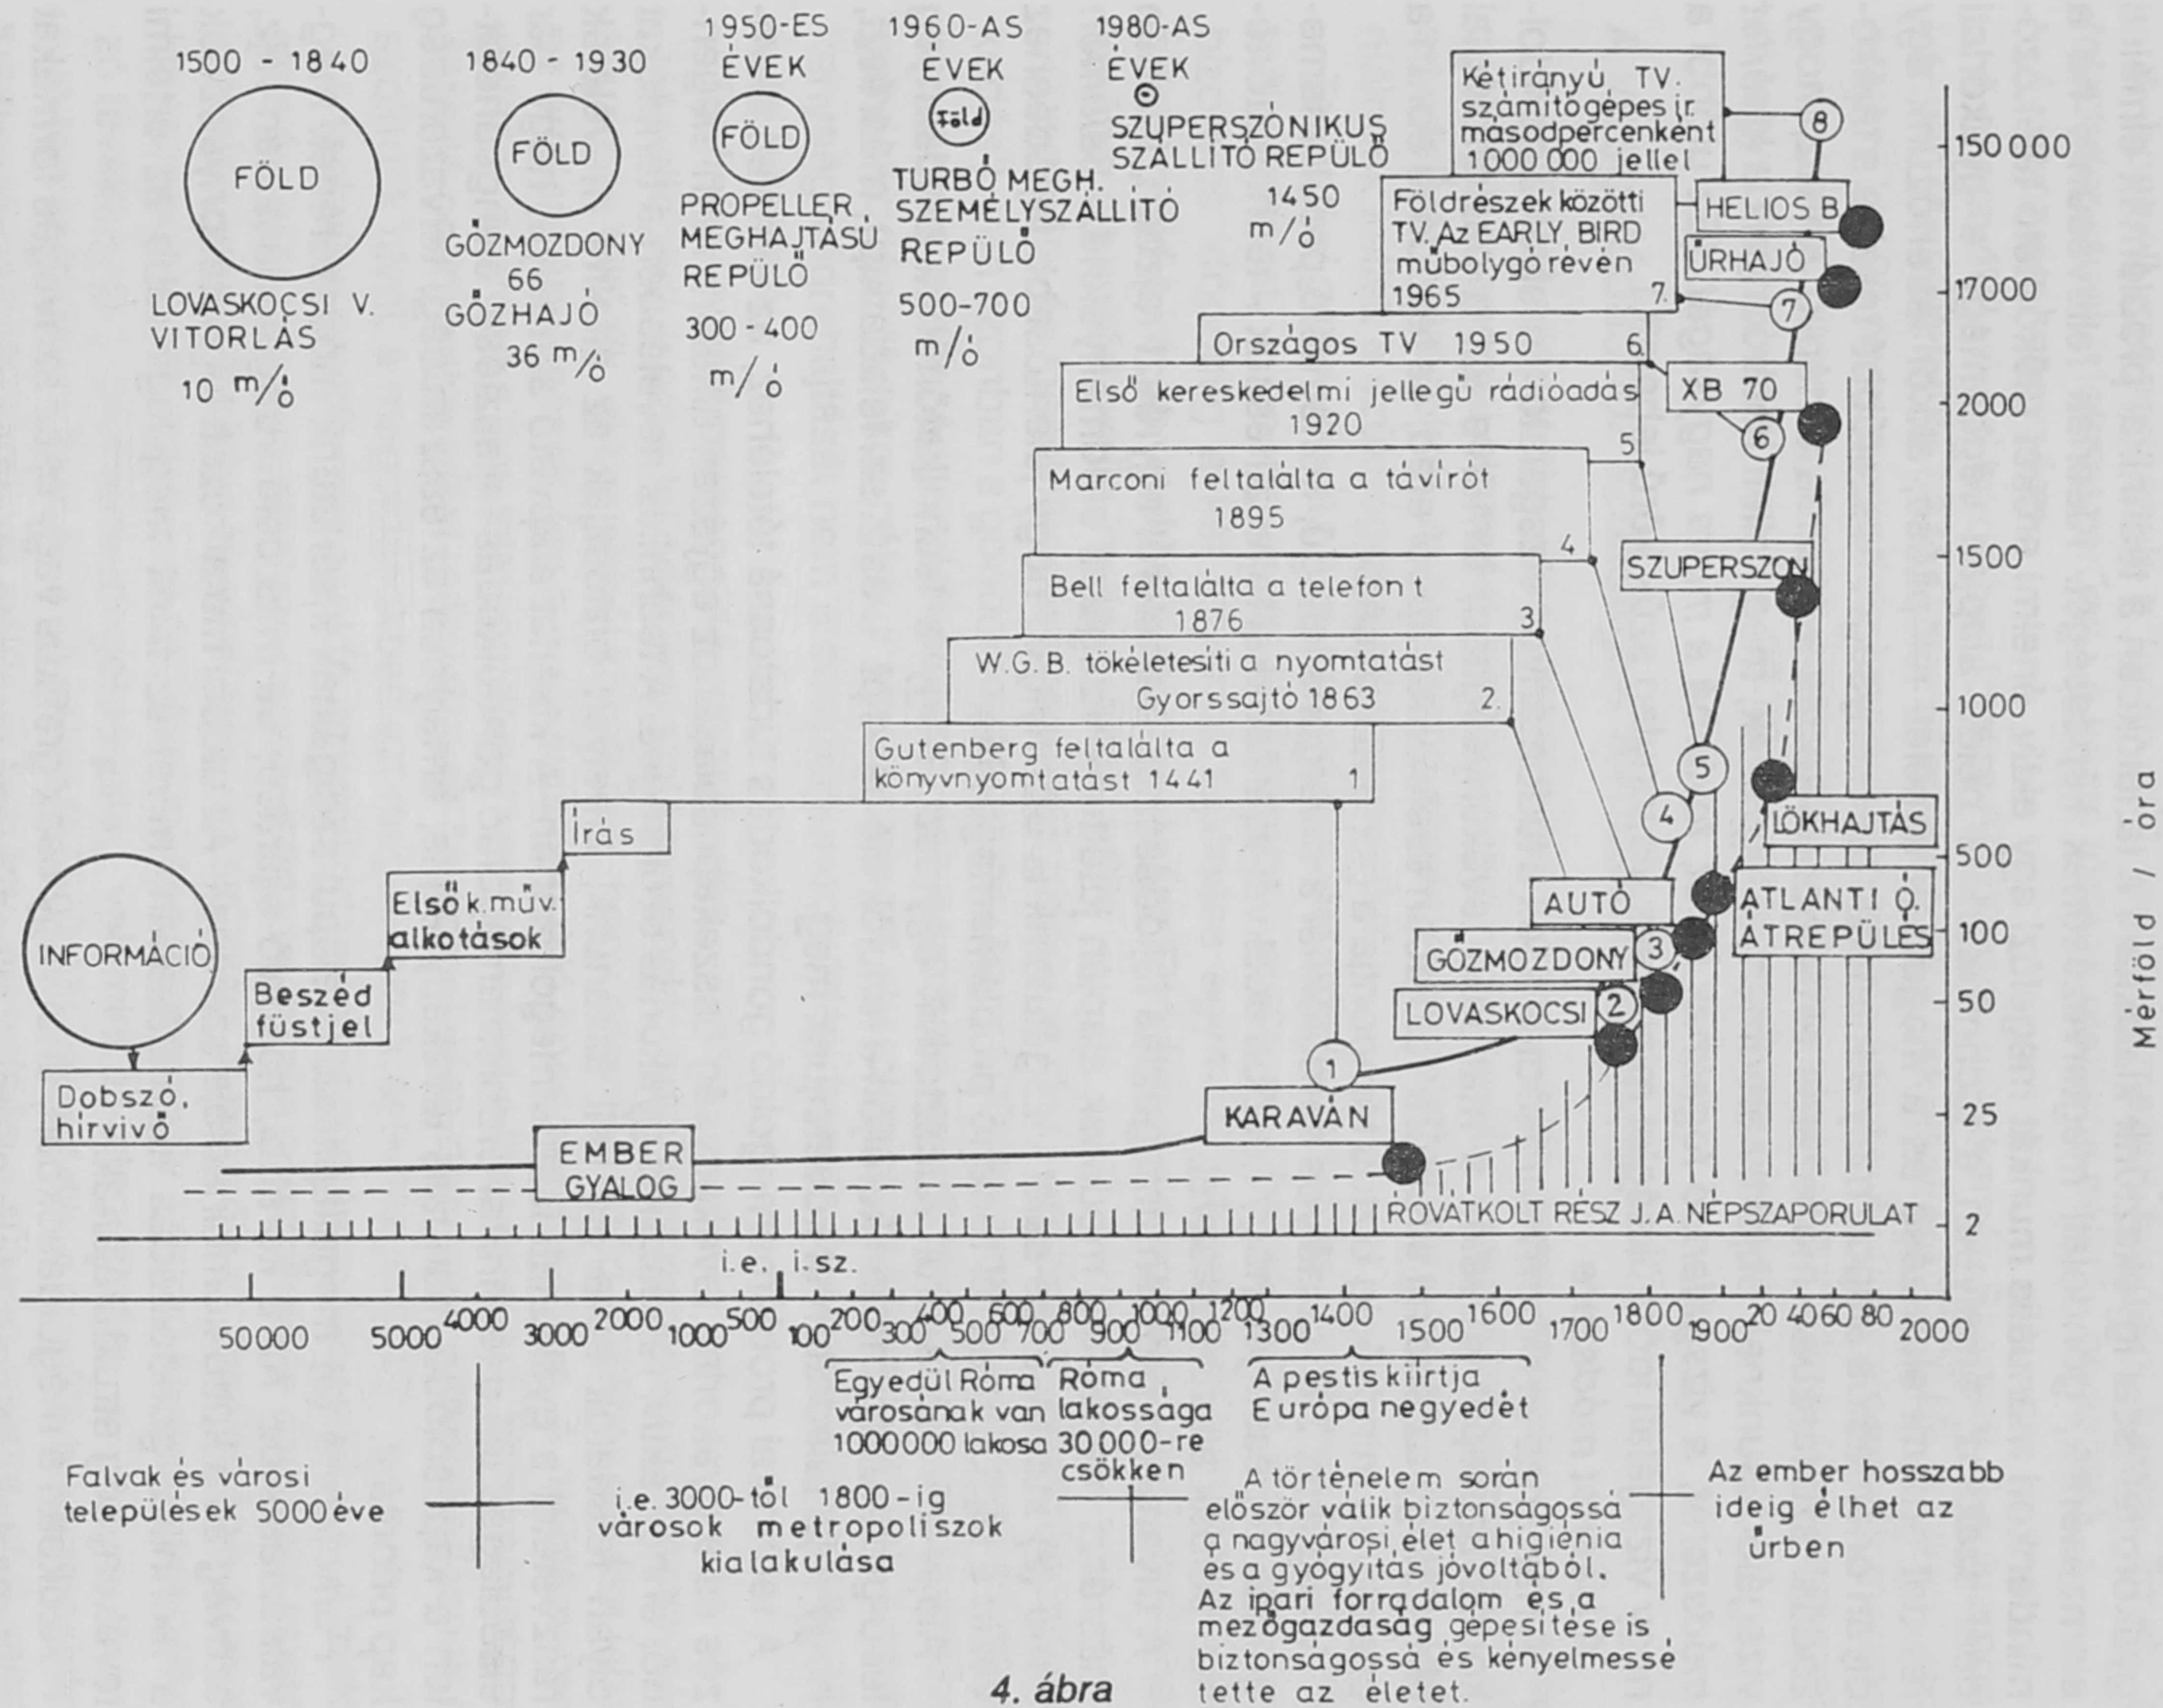 1500 - 1840
FÖLD
LOVASKOCSI V.
VITORLÁS
10 m/ó
1840 - 1930
FÖLD
GŐZMOZDONY
66
GŐZHAJÓ
36 m/ó
1950-ES
ÉVEK
FÖLD
PROPELLER
MEGHAJTÁSÚ
REPÜLŐ
300-400
m/ó
1960-AS
ÉVEK
Föld
TURBÓ MEGH.
SZEMÉLYSZÁLLÍTÓ
REPÜLŐ
500-700
m/ó
1980-AS
ÉVEK
SZUPERSZÓNIKUS
SZÁLLÍTÓ REPÜLŐ
1450
m/ó
Kétirányú TV.
számítógépes ír.
másodpercenként
1000 000 jellel
Földrészek közötti
TV. Az EARLY BIRD
műbolygó révén
1965 7.
Országos TV 1950 6.
Első kereskedelmi jellegű rádióadás
1920 5
Marconi feltalálta a távírót
1895
4
Bell feltalálta a telefont
1876 3
W.G.B. tökéletesíti a nyomtatást
Gyorssajtó 1863 2.
Gutenberg feltalálta a
könyvnyomtatást 1441 1
Írás
Első k. műv.
alkotások
INFORMÁCIÓ
Beszéd
füstjel
Dobszó,
hírvivő
EMBER
GYALOG
KARAVÁN
LOVASKOCSI
GŐZMOZDONY
AUTÓ
ATLANTI Ó.
ÁTREPÜLÉS
LÖKHAJTÁS
SZUPERSZON
XB 70
ŰRHAJÓ
HELIOS B
1
2
3
4
5
6
7
8
150000
17000
2000
1500
1000
500
100
50
25
2
Mérföld / óra
ROVÁTKOLT RÉSZ J.A. NÉPSZAPORULAT
i.e. i.sz.
50000 5000 4000 3000 2000 1000 500 100 200 300 400 500 600 700 800 900 1000 1100 1200 1300 1400 1500 1600 1700 1800 1900 20 40 60 80 2000
Egyedül Róma
városának van
1000000 lakosa
Róma
lakossága
30000-re
csökken
A pestis kiirtja
Európa negyedét
Falvak és városi
települések 5000 éve
i.e. 3000-től 1800-ig
városok metropoliszok
kialakulása
A történelem során
először válik biztonságossá
a nagyvárosi élet a higiénia
és a gyógyítás jóvoltából.
Az ipari forradalom és a
mezőgazdaság gépesítése is
biztonságossá és kényelmessé
tette az életet.
Az ember hosszabb
ideig élhet az
űrben
4. ábra